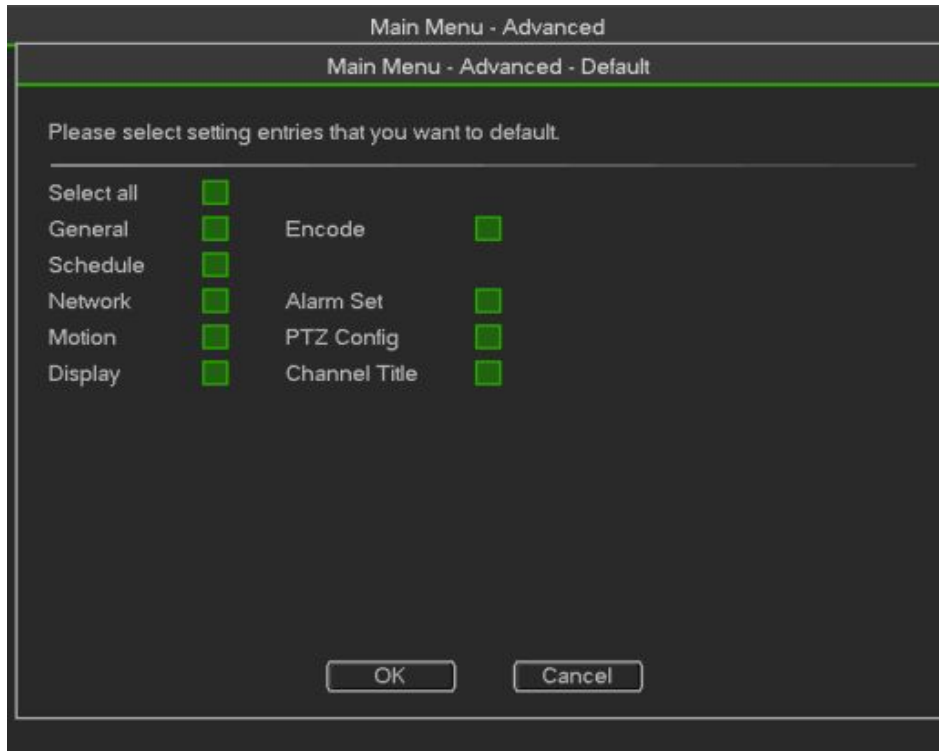 Main Menu - Advanced
Main Menu - Advanced - Default
Please select setting entries that you want to default.
Select all
General Encode
Schedule
Network Alarm Set
Motion PTZ Config
Display Channel Title
OK Cancel